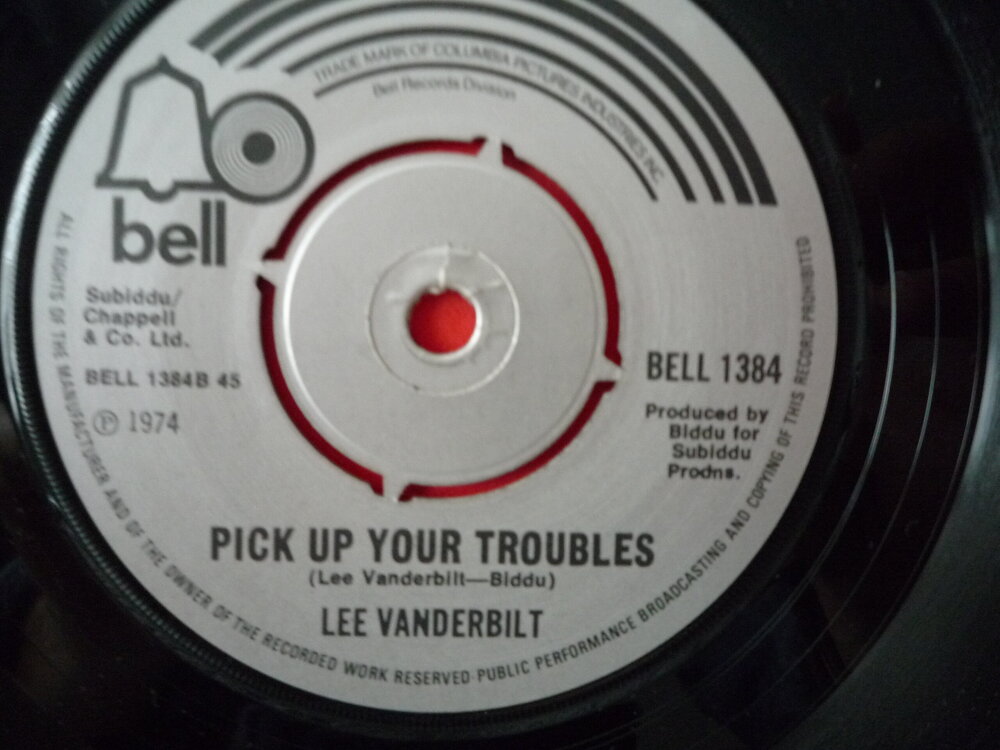 TRADE MARK OF COLUMBIA PICTURES INDUSTRIES INC.
Bell Records Division
bell
Subiddu/
Chappell
& Co. Ltd.
BELL 1384B 45
Ⓟ 1974
BELL 1384
Produced by
Biddu for
Subiddu
Prodns.
PICK UP YOUR TROUBLES
(Lee Vanderbilt—Biddu)
LEE VANDERBILT
ALL RIGHTS OF THE MANUFACTURER AND OF THE OWNER OF THE RECORDED WORK RESERVED·PUBLIC PERFORMANCE BROADCASTING AND COPYING OF THIS RECORD PROHIBITED